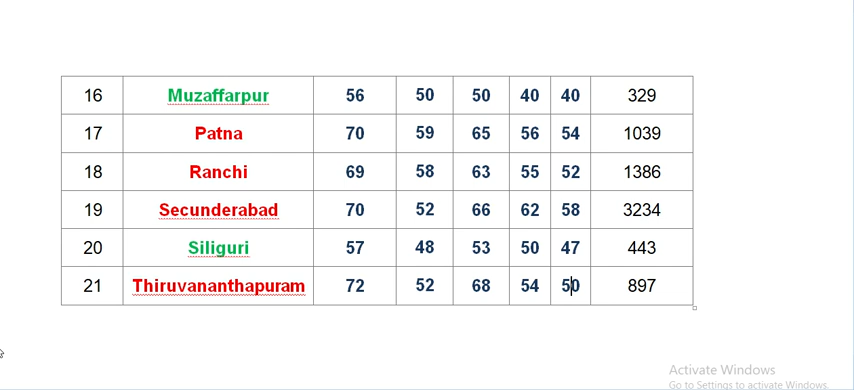 16 Muzaffarpur 56 50 50 40 40 329
17 Patna 70 59 65 56 54 1039
18 Ranchi 69 58 63 55 52 1386
19 Secunderabad 70 52 66 62 58 3234
20 Siliguri 57 48 53 50 47 443
21 Thiruvananthapuram 72 52 68 54 50 897
Activate Windows
Go to Settings to activate Windows.